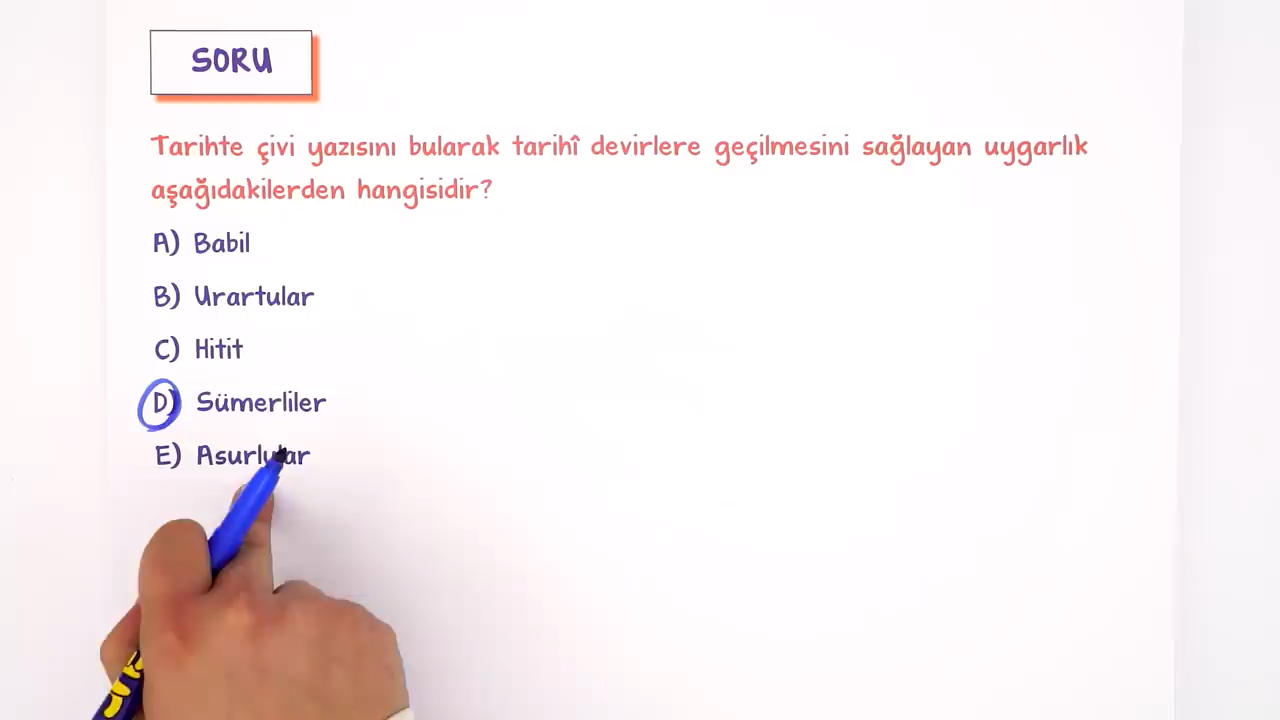 SORU
Tarihte çivi yazısını bularak tarihî devirlere geçilmesini sağlayan uygarlık
aşağıdakilerden hangisidir?
A) Babil
B) Urartular
C) Hitit
D) Sümerliler
E) Asurlular